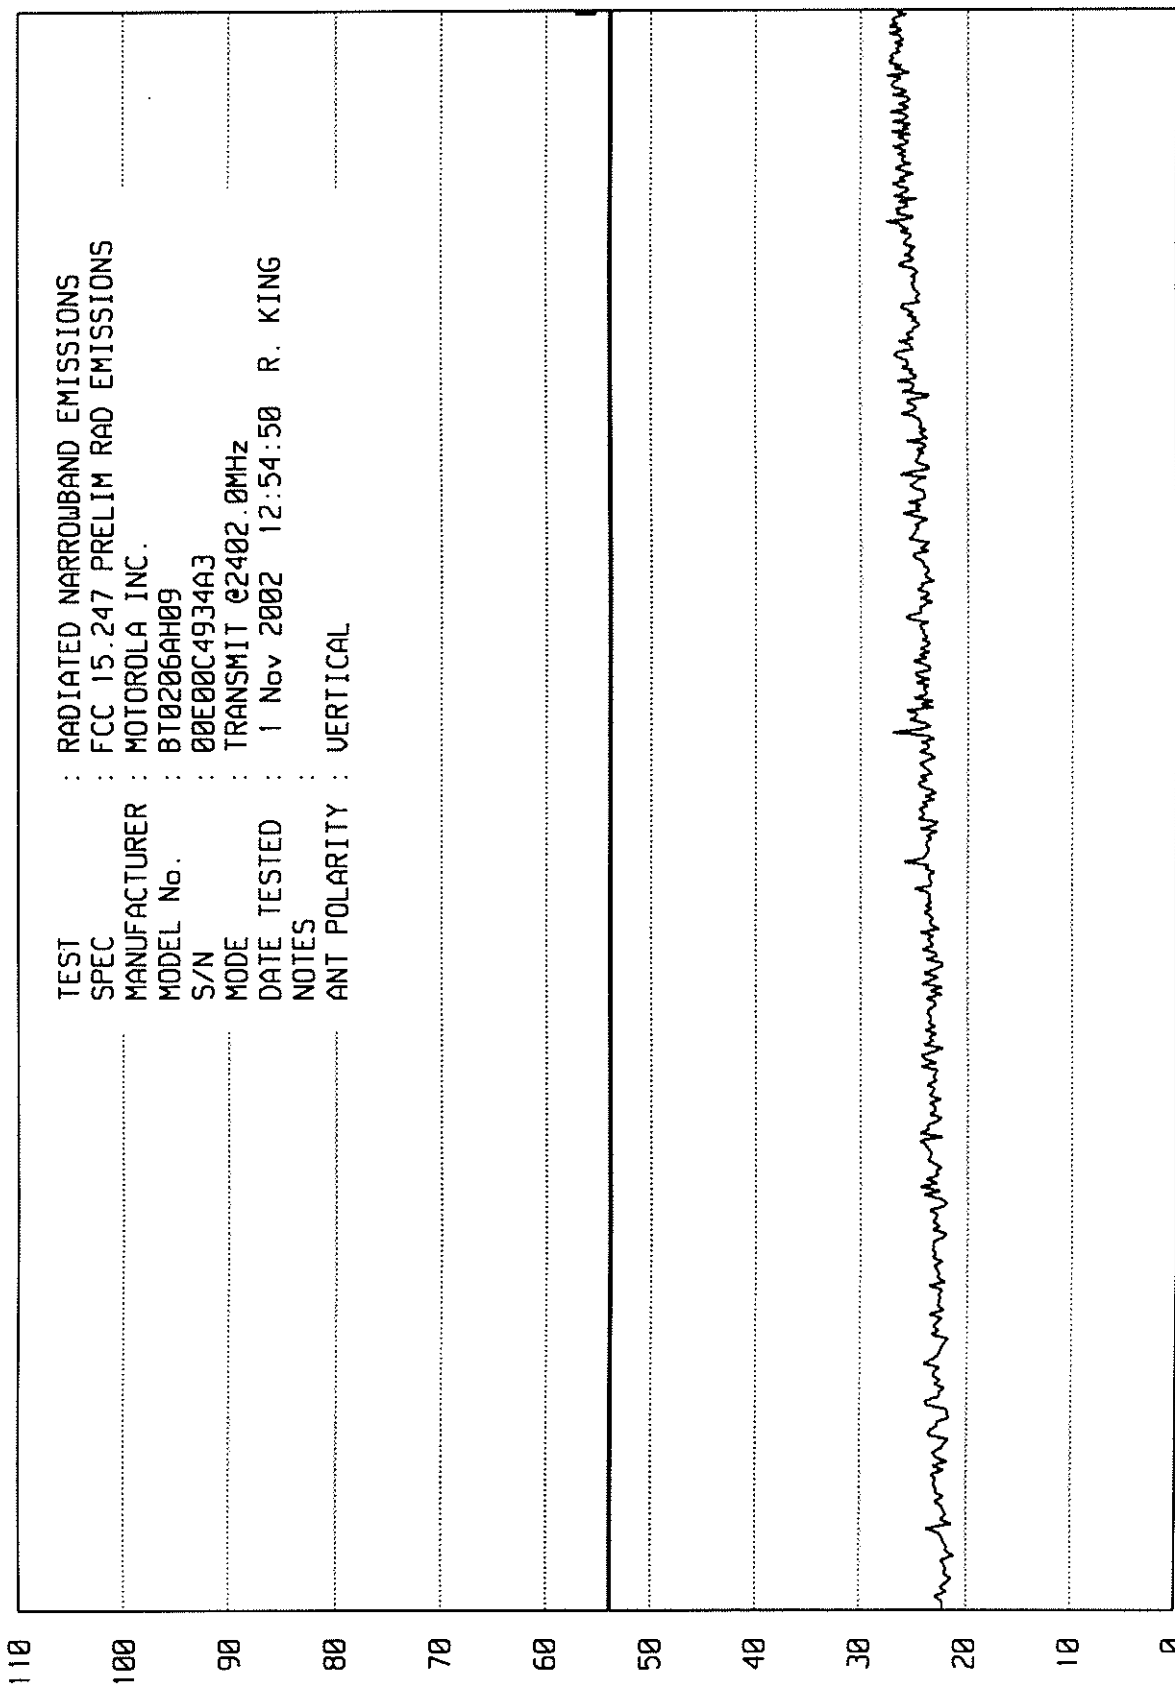 TEST : RADIATED NARROWBAND EMISSIONS
SPEC : FCC 15.247 PRELIM RAD EMISSIONS
MANUFACTURER : MOTOROLA INC.
MODEL No. : BT0206AH09
S/N : 00E00C4934A3
MODE : TRANSMIT @2402.0MHz
DATE TESTED : 1 Nov 2002 12:54:50 R. KING
NOTES :
ANT POLARITY : VERTICAL
110
100
90
80
70
60
50
40
30
20
10
0